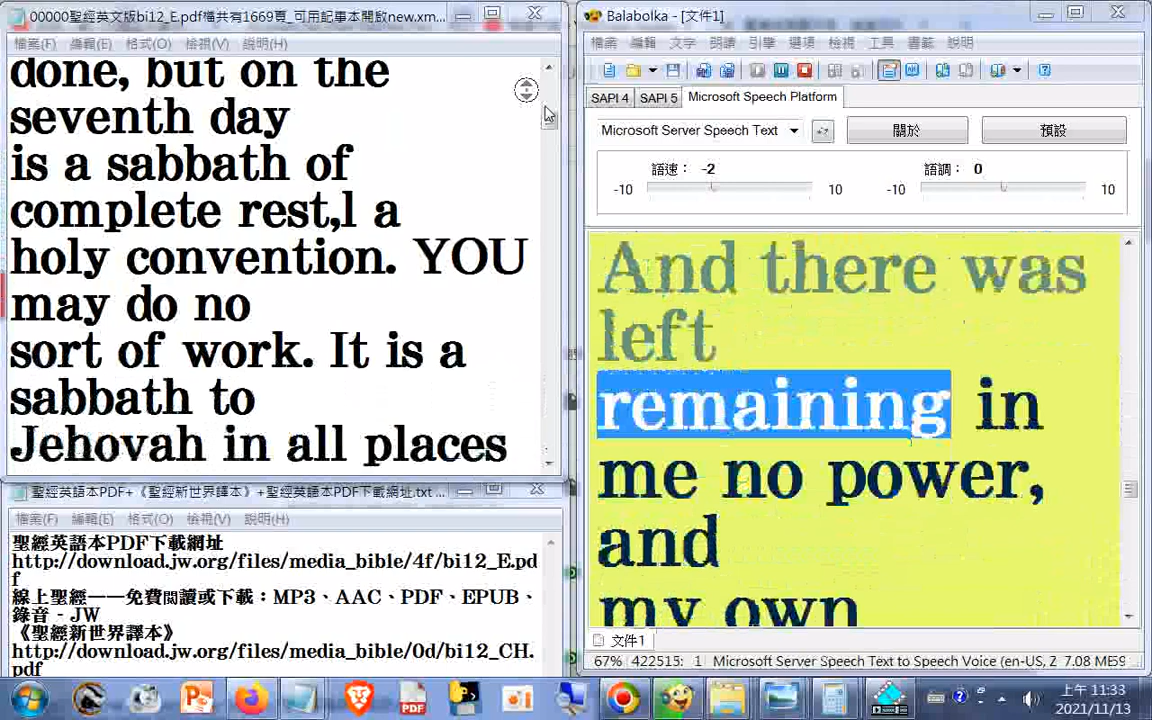 00000聖經英文版bi12_E.pdf檔共有1669頁_可用記事本開啟new.xm...
檔案(F) 編輯(E) 格式(O) 檢視(V) 說明(H)
done, but on the
seventh day
is a sabbath of
complete rest,l a
holy convention. YOU
may do no
sort of work. It is a
sabbath to
Jehovah in all places
聖經英語本PDF+《聖經新世界譯本》+聖經英語本PDF下載網址.txt ...
檔案(F) 編輯(E) 格式(O) 檢視(V) 說明(H)
聖經英語本PDF下載網址
http://download.jw.org/files/media_bible/4f/bi12_E.pd
f
線上聖經——免費閱讀或下載：MP3、AAC、PDF、EPUB、
錄音 - JW
《聖經新世界譯本》
http://download.jw.org/files/media_bible/0d/bi12_CH.
pdf
Balabolka - [文件1]
檔案 編輯 文字 朗讀 引擎 選項 檢視 工具 書籤 說明
SAPI 4 SAPI 5 Microsoft Speech Platform
Microsoft Server Speech Text 關於 預設
語速： -2 語調： 0
-10 10 -10 10
And there was
left
remaining in
me no power,
and
my own
文件1
67% 422515: 1 Microsoft Server Speech Text to Speech Voice (en-US, Z 7.08 ME59
上午 11:33
2021/11/13